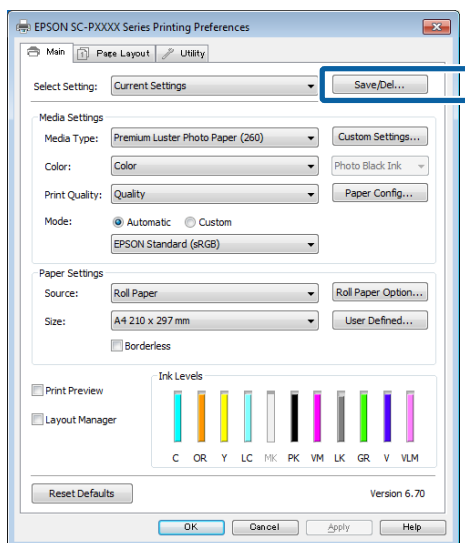 EPSON SC-PXXXX Series Printing Preferences
Main Page Layout Utility
Select Setting: Current Settings Save/Del...
Media Settings
Media Type: Premium Luster Photo Paper (260) Custom Settings...
Color: Color Photo Black Ink
Print Quality: Quality Paper Config...
Mode: Automatic Custom
EPSON Standard (sRGB)
Paper Settings
Source: Roll Paper Roll Paper Option...
Size: A4 210 x 297 mm User Defined...
Borderless
Ink Levels
Print Preview
Layout Manager
C OR Y LC MK PK VM LK GR V VLM
Reset Defaults Version 6.70
OK Cancel Apply Help